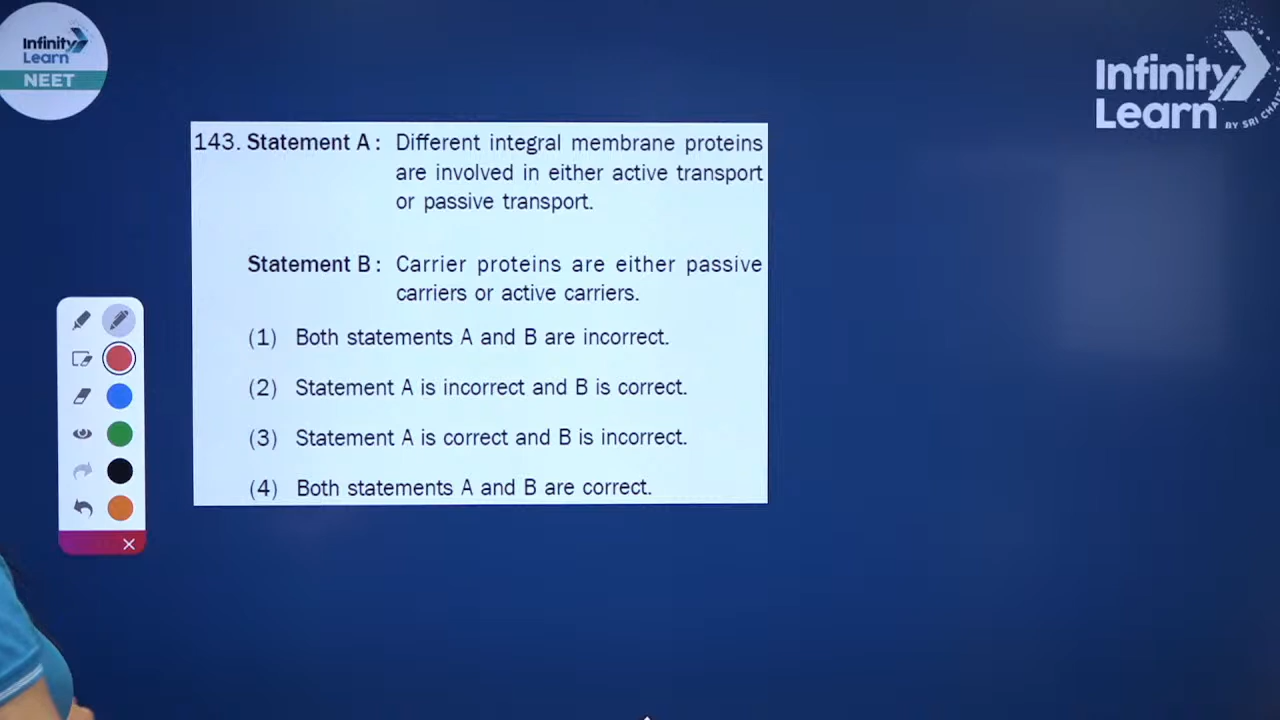 Infinity
Learn
NEET
Infinity
Learn
BY SRI
143. Statement A : Different integral membrane proteins
are involved in either active transport
or passive transport.
Statement B : Carrier proteins are either passive
carriers or active carriers.
(1) Both statements A and B are incorrect.
(2) Statement A is incorrect and B is correct.
(3) Statement A is correct and B is incorrect.
(4) Both statements A and B are correct.